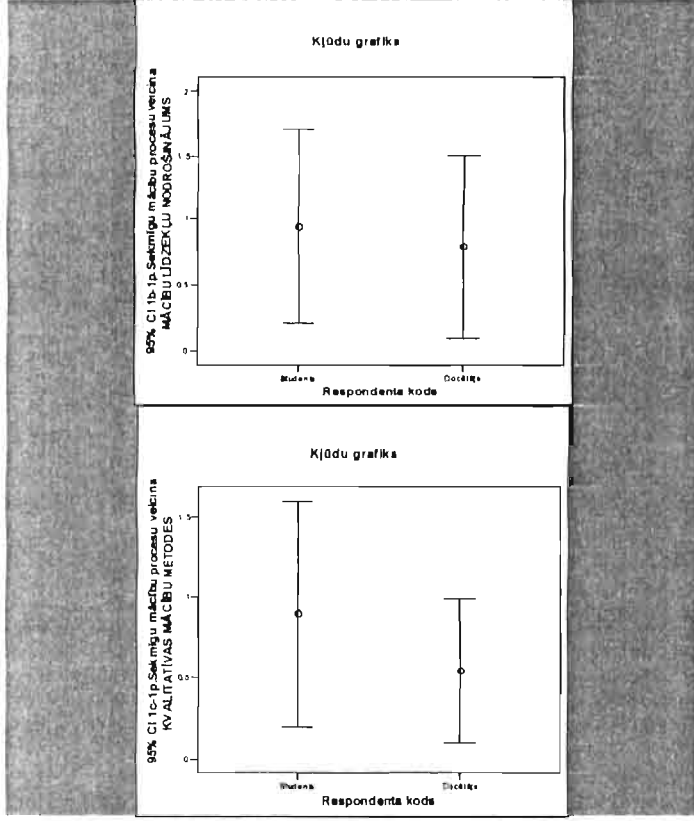 Kļūdu grafiks
95% CI 1b-1p.Sekmīgu mācību procesu veicina
MĀCĪBU LĪDZEKĻU NODROŠINĀJUMS
2
1.5
1
0.5
0
Students
Docētājs
Respondenta kods
Kļūdu grafiks
95% CI 1c-1p.Sekmīgu mācību procesu veicina
KVALITATĪVAS MĀCĪBU METODES
1.5
1
0.5
0
Students
Docētājs
Respondenta kods